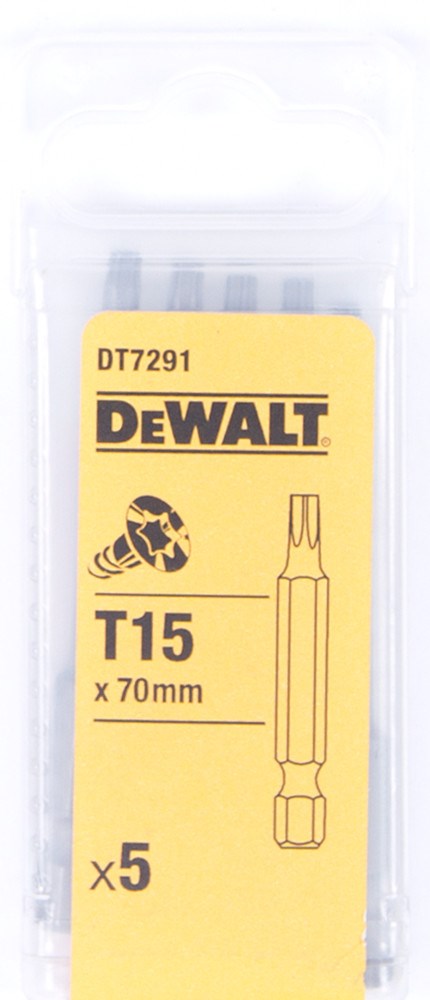 DT7291
DEWALT®
T15
x 70mm
x5